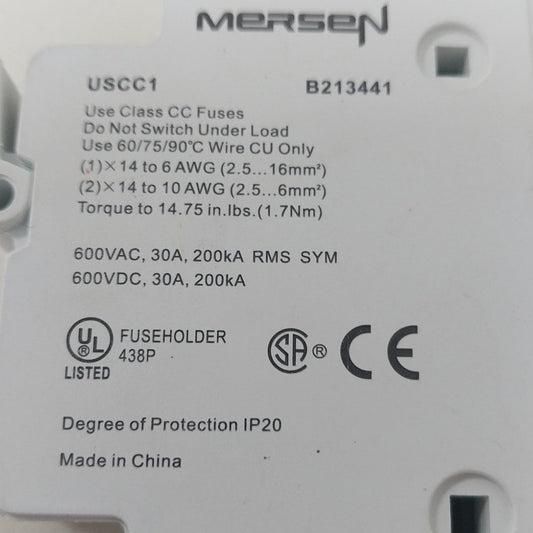 MERSEN
USCC1 B213441
Use Class CC Fuses
Do Not Switch Under Load
Use 60/75/90℃ Wire CU Only
(1)×14 to 6 AWG (2.5...16mm²)
(2)×14 to 10 AWG (2.5...6mm²)
Torque to 14.75 in.lbs.(1.7Nm)
600VAC, 30A, 200kA RMS SYM
600VDC, 30A, 200kA
UL ® LISTED FUSEHOLDER 438P
SA ® CE
Degree of Protection IP20
Made in China